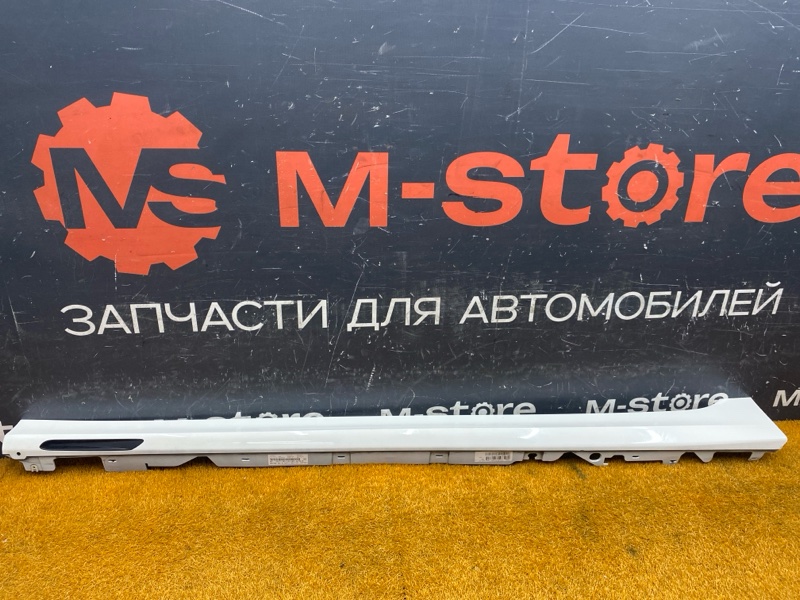 MS M-store
ЗАПЧАСТИ ДЛЯ АВТОМОБИЛЕЙ
M-store M-store